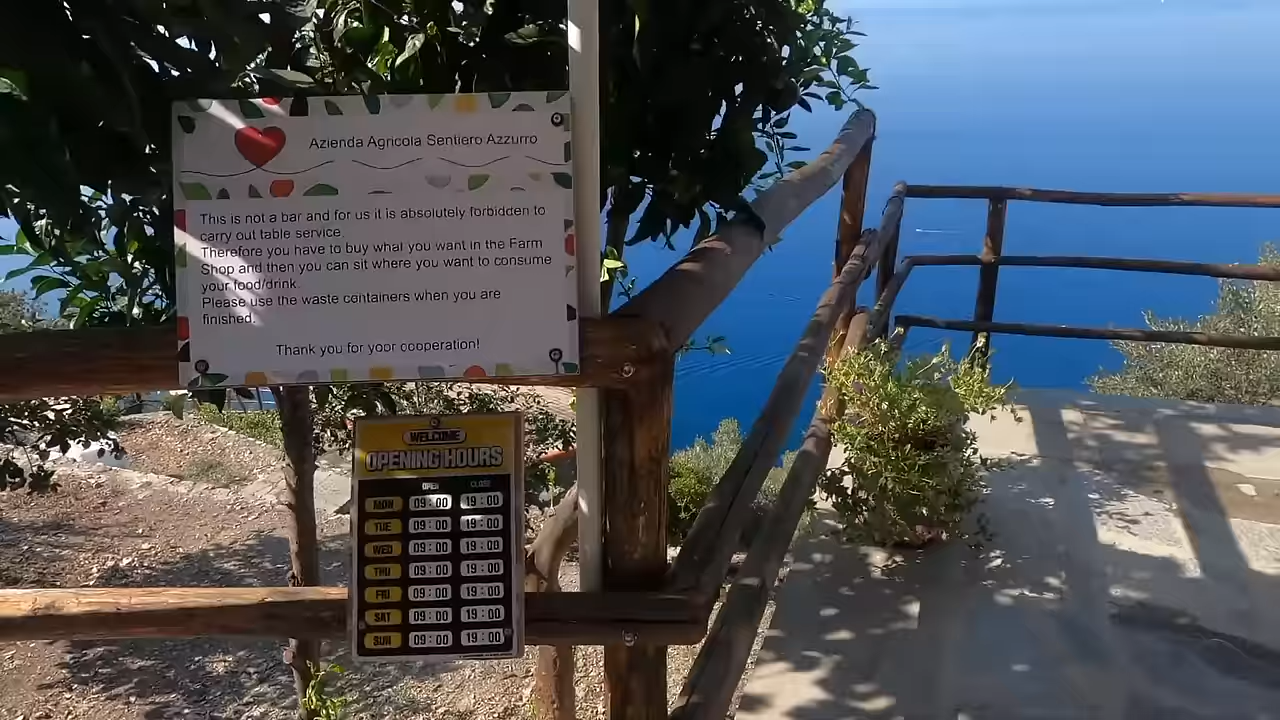 Azienda Agricola Sentiero Azzurro
This is not a bar and for us it is absolutely forbidden to
carry out table service.
Therefore you have to buy what you want in the Farm
Shop and then you can sit where you want to consume
your food/drink.
Please use the waste containers when you are
finished.
Thank you for yoor cooperation!
WELCOME
OPENING HOURS
OPEN CLOSE
MON 09:00 19:00
TUE 09:00 19:00
WED 09:00 19:00
THU 09:00 19:00
FRI 09:00 19:00
SAT 09:00 19:00
SUN 09:00 19:00